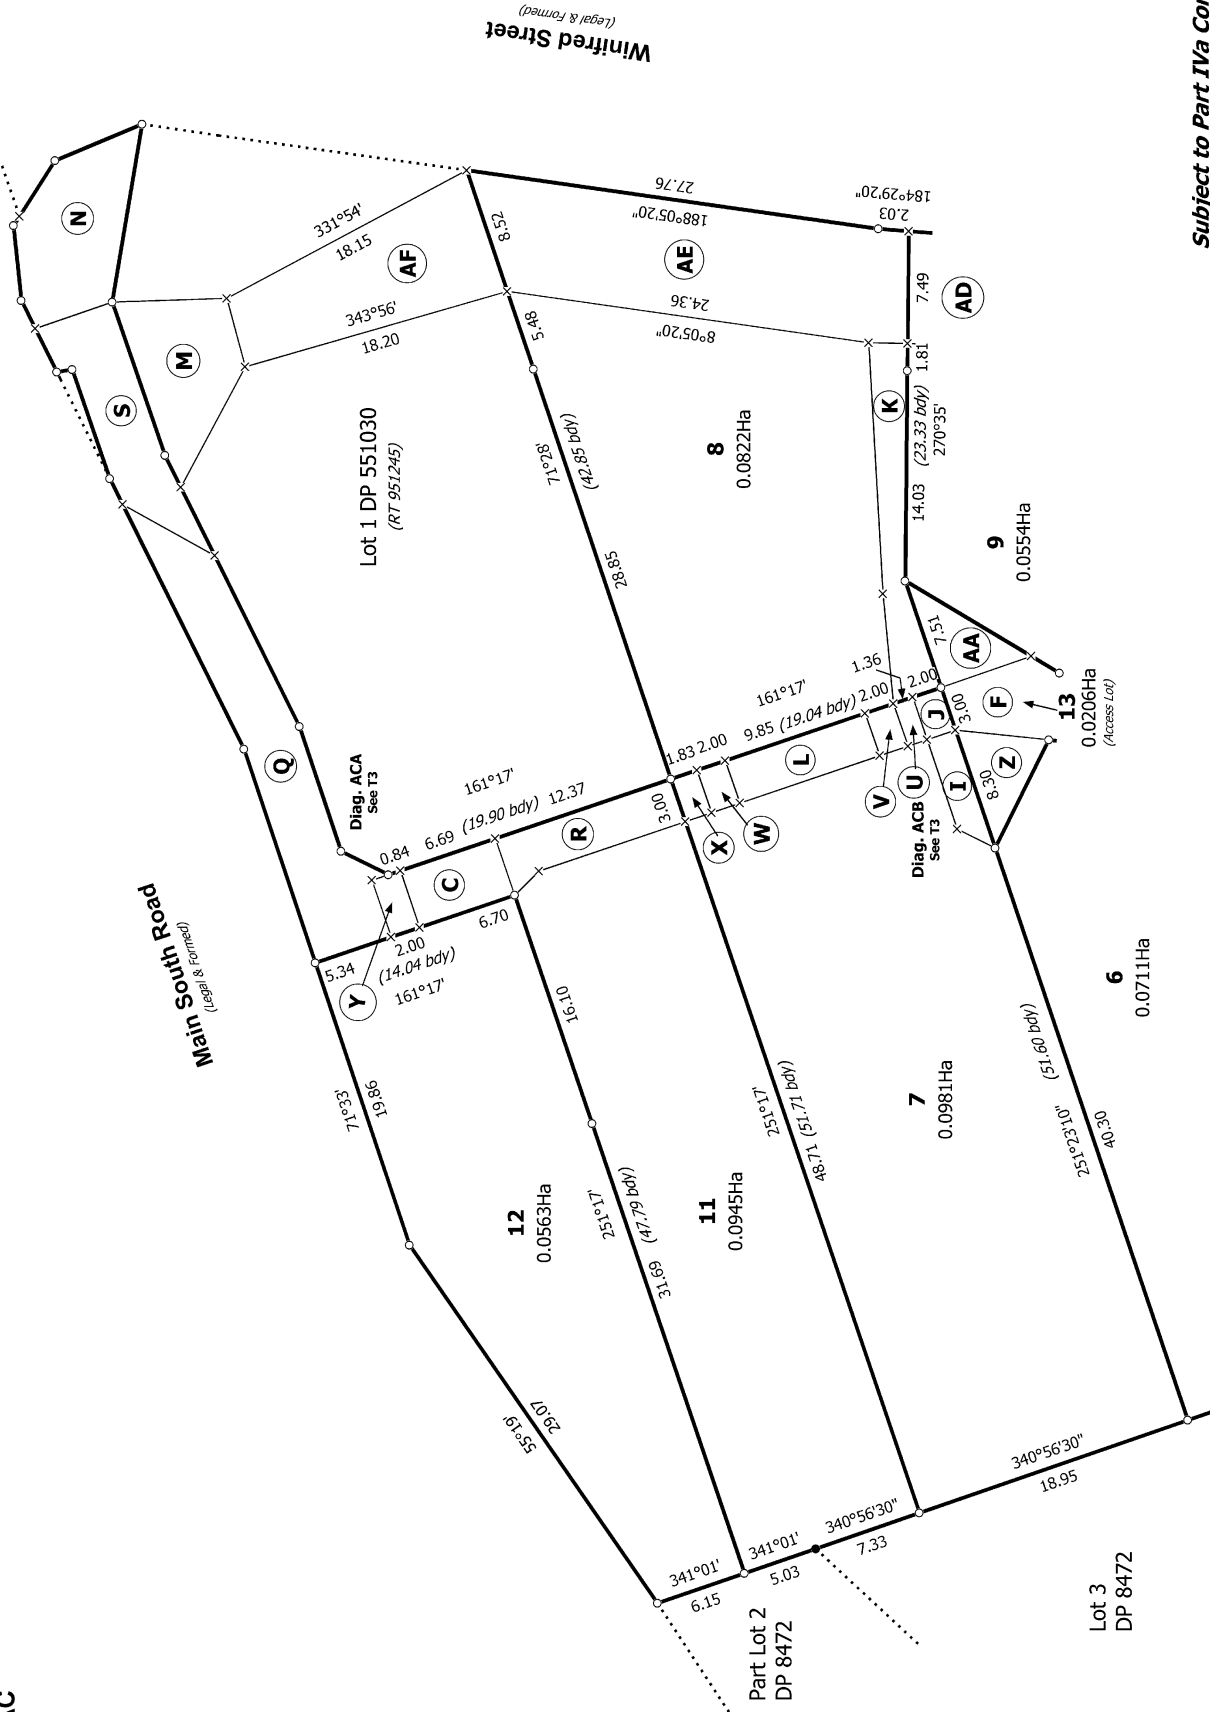 Winifred Street
(Legal & Formed)
Subject to Part IVa Co
N
331°54'
18.15
AF
343°56'
18.20
M
S
8.52
5.48
27.76
188°05'20"
184°29'20"
2.03
AE
24.36
8°05'20"
7.49
AD
1.81
K
(23.33 bdy)
270°35'
14.03
Lot 1 DP 551030
(RT 951245)
71°28'
(42.85 bdy)
28.85
8
0.0822Ha
9
0.0554Ha
7.51
AA
1.36
2.00
2.00
161°17'
9.85 (19.04 bdy)
2.00
1.83
J
3.00
F
13
0.0206Ha
(Access Lot)
Z
8.30
I
U
V
L
W
X
Diag. ACB
See T3
Q
Diag. ACA
See T3
161°17'
(19.90 bdy)
12.37
6.69
0.84
R
3.00
C
6.70
2.00
(14.04 bdy)
161°17'
5.34
Y
Main South Road
(Legal & Formed)
71°33'
19.86
16.10
12
0.0563Ha
251°17'
(47.79 bdy)
31.69
11
0.0945Ha
251°17'
48.71 (51.71 bdy)
7
0.0981Ha
6
0.0711Ha
(51.60 bdy)
251°23'10"
40.30
55°19'
29.07
341°01'
6.15
341°01'
5.03
340°56'30"
7.33
340°56'30"
18.95
Part Lot 2
DP 8472
Lot 3
DP 8472